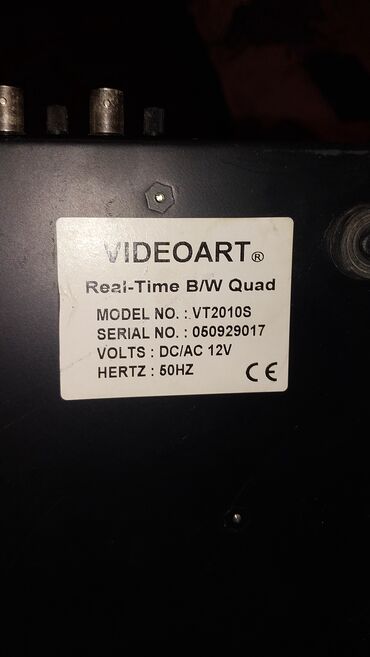 VIDEOART®
Real-Time B/W Quad
MODEL NO. : VT2010S
SERIAL NO. : 050929017
VOLTS : DC/AC 12V
HERTZ : 50HZ
CE